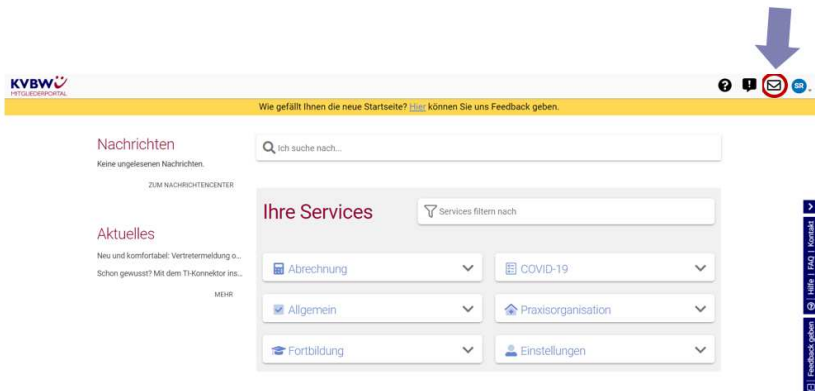 KVBW
MITGLIEDERPORTAL
SR
Wie gefällt Ihnen die neue Startseite? Hier können Sie uns Feedback geben.
Nachrichten
Keine ungelesenen Nachrichten.
ZUM NACHRICHTENCENTER
Aktuelles
Neu und komfortabel: Vertretermeldung o...
Schon gewusst? Mit dem TI-Konnektor ins...
MEHR
Ich suche nach...
Ihre Services
Services filtern nach
Abrechnung
COVID-19
Allgemein
Praxisorganisation
Fortbildung
Einstellungen
Hilfe | FAQ | Kontakt
Feedback geben